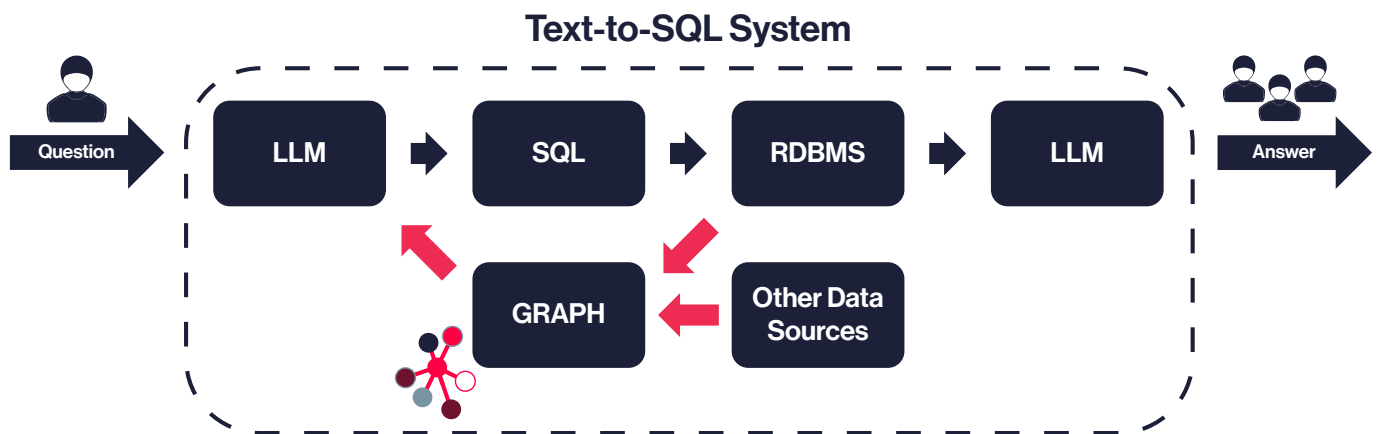 Text-to-SQL System
Question
LLM
SQL
RDBMS
LLM
Answer
GRAPH
Other Data
Sources